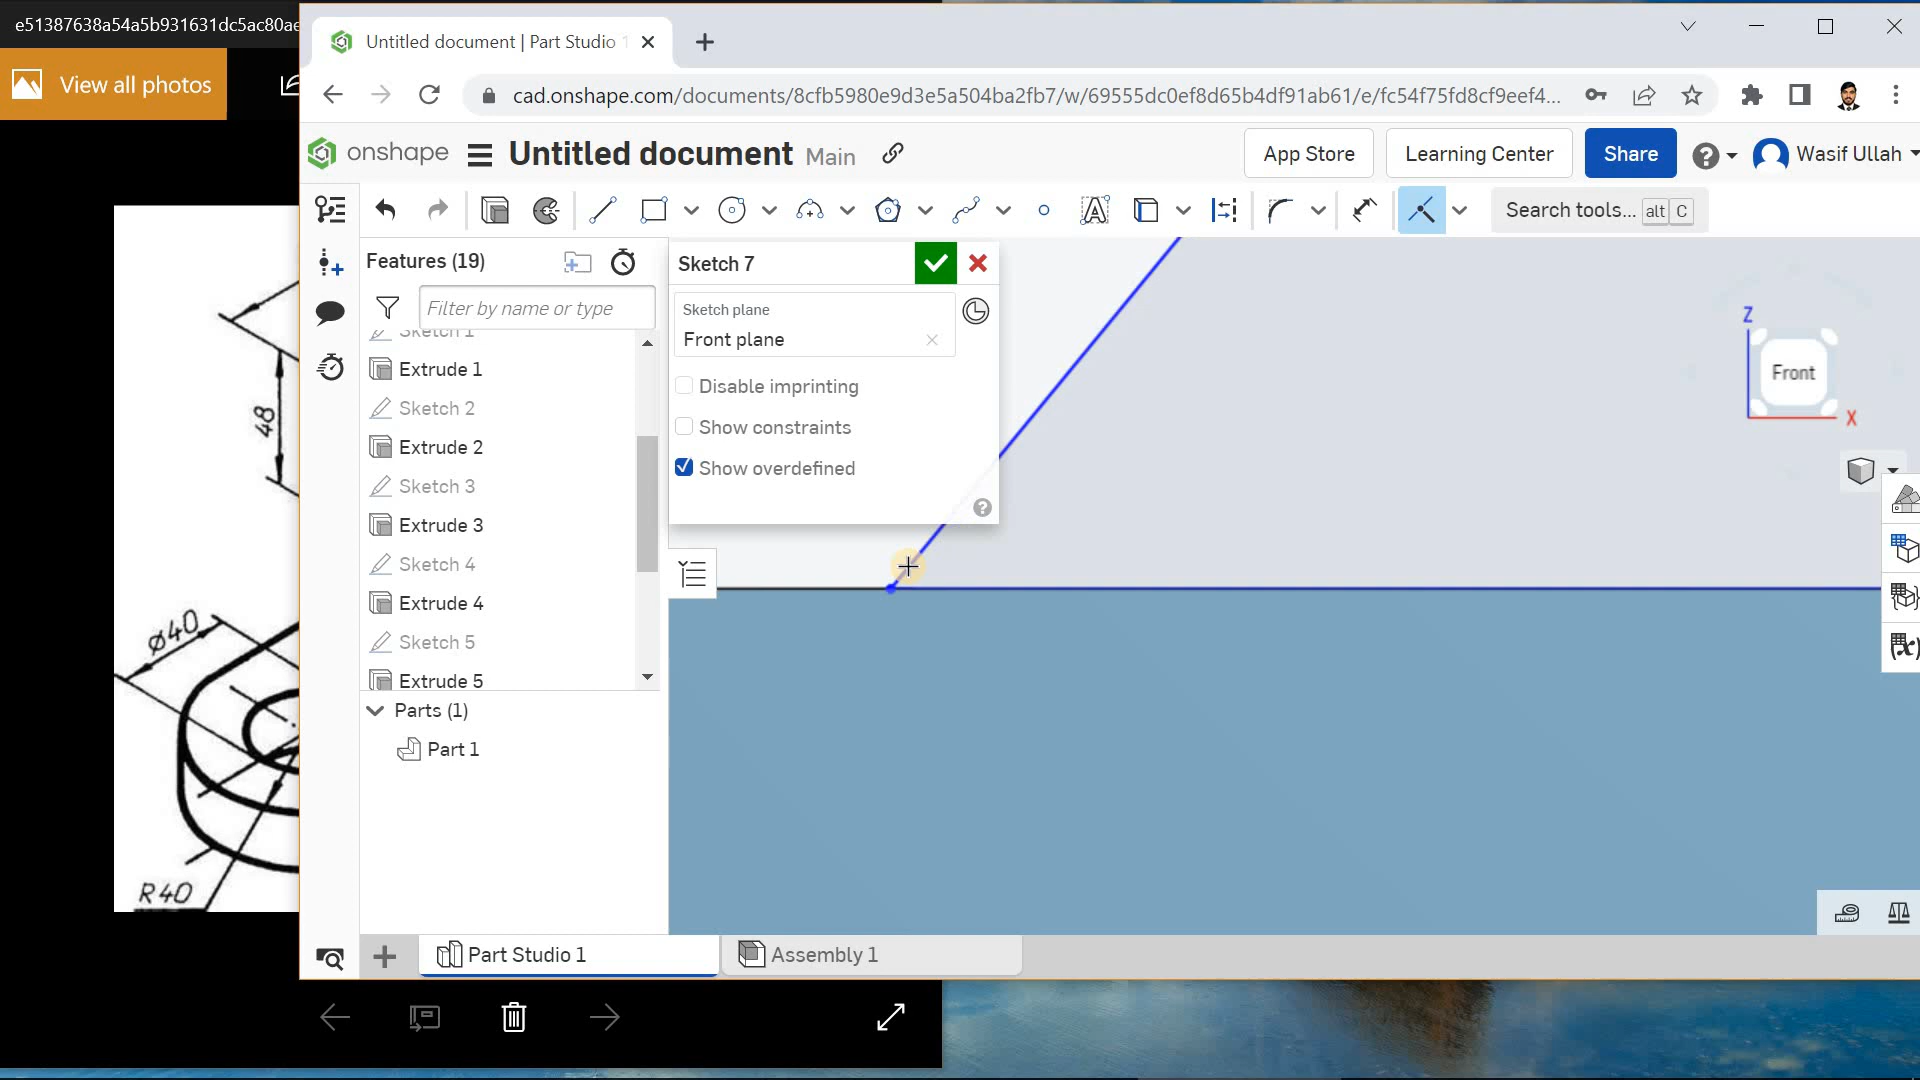 e51387638a54a5b931631dc5ac80ae
View all photos
Untitled document | Part Studio 1
cad.onshape.com/documents/8cfb5980e9d3e5a504ba2fb7/w/69555dc0ef8d65b4df91ab61/e/fc54f75fd8cf9eef4...
onshape
Untitled document
Main
App Store
Learning Center
Share
Wasif Ullah
Search tools...
alt
C
Features (19)
Filter by name or type
Sketch 1
Extrude 1
Sketch 2
Extrude 2
Sketch 3
Extrude 3
Sketch 4
Extrude 4
Sketch 5
Extrude 5
Parts (1)
Part 1
Sketch 7
Sketch plane
Front plane
Disable imprinting
Show constraints
Show overdefined
Z
Front
X
(x)
48
ø40
R40
Part Studio 1
Assembly 1